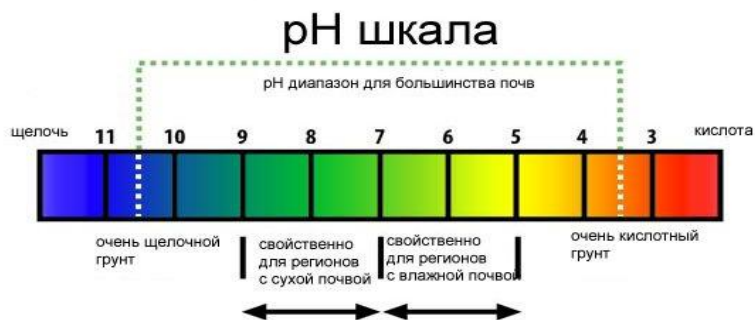 pH шкала
pH диапазон для большинства почв
щелочь 11 10 9 8 7 6 5 4 3 кислота
очень щелочной
грунт
свойственно
для регионов
с сухой почвой
свойственно
для регионов
с влажной почвой
очень кислотный
грунт